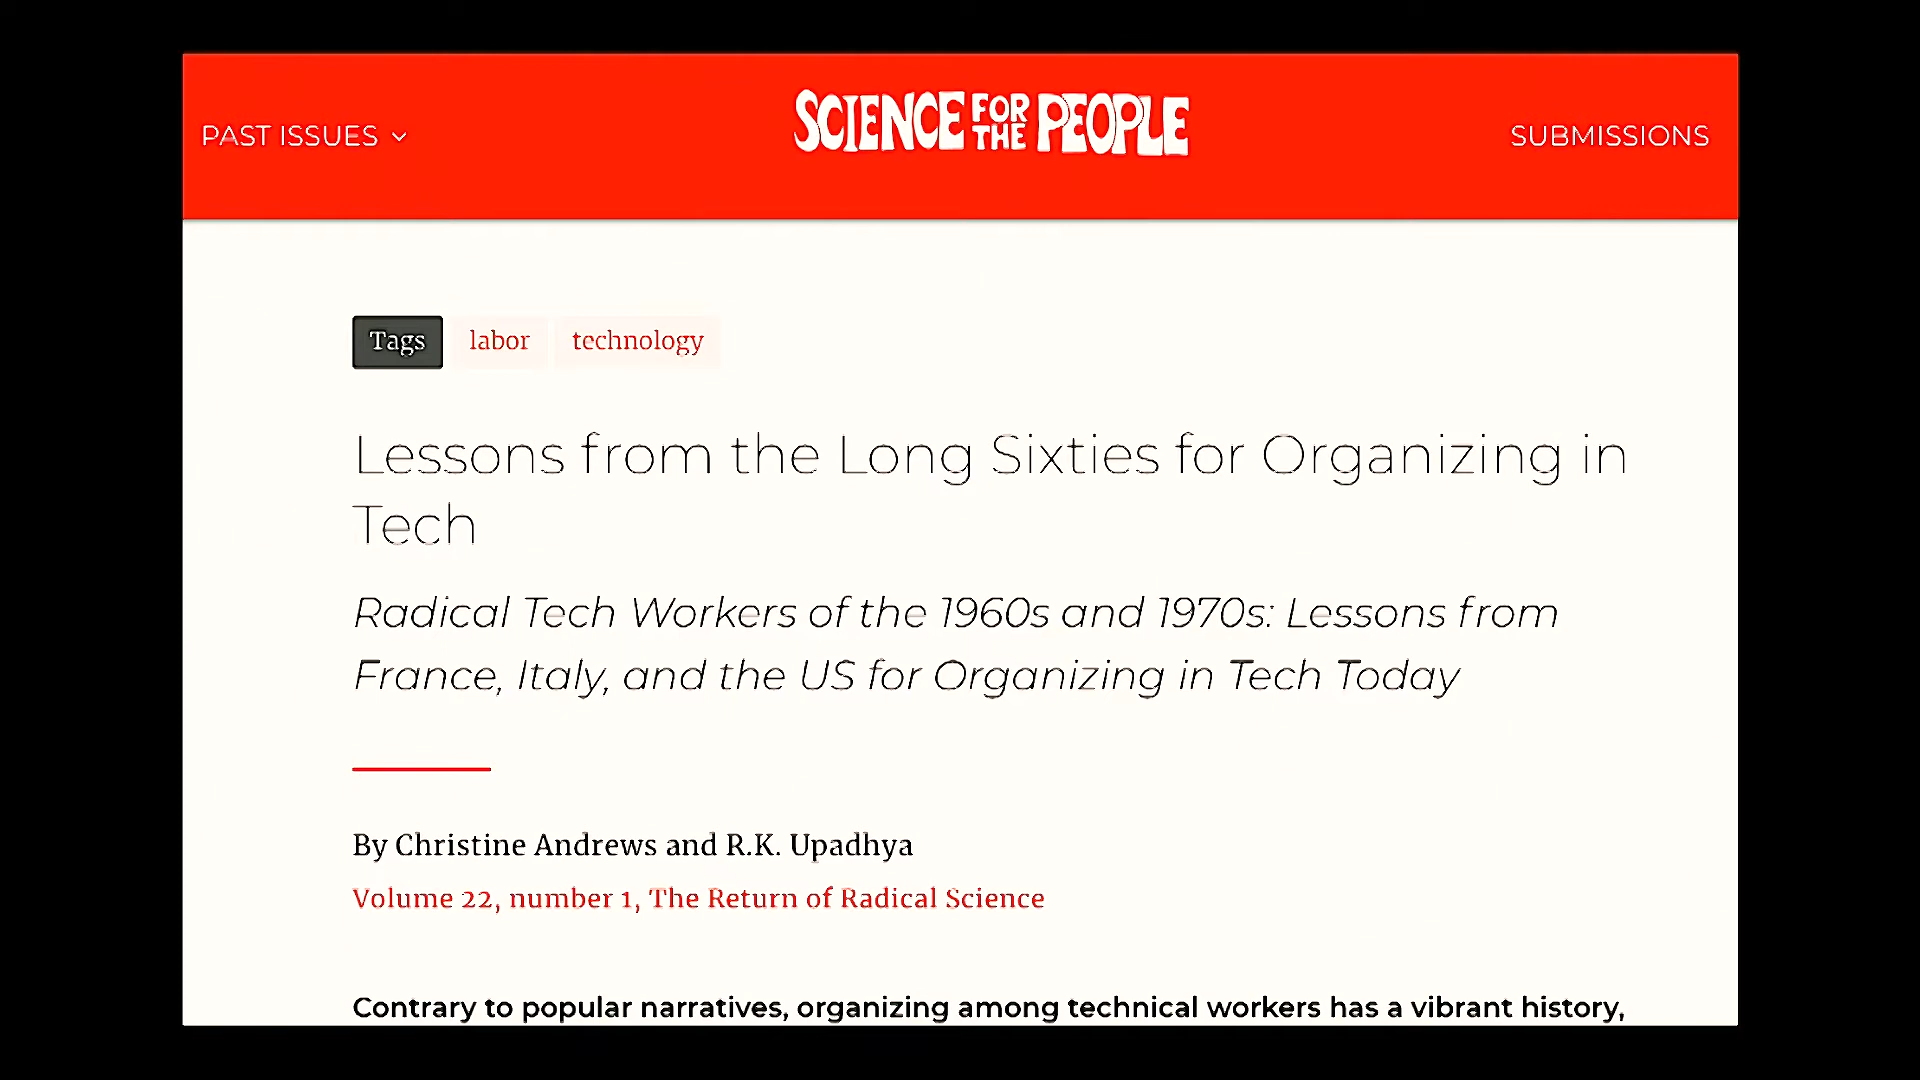 PAST ISSUES
SCIENCE FOR THE PEOPLE
SUBMISSIONS
Tags labor technology
Lessons from the Long Sixties for Organizing in
Tech
Radical Tech Workers of the 1960s and 1970s: Lessons from
France, Italy, and the US for Organizing in Tech Today
By Christine Andrews and R.K. Upadhya
Volume 22, number 1, The Return of Radical Science
Contrary to popular narratives, organizing among technical workers has a vibrant history,